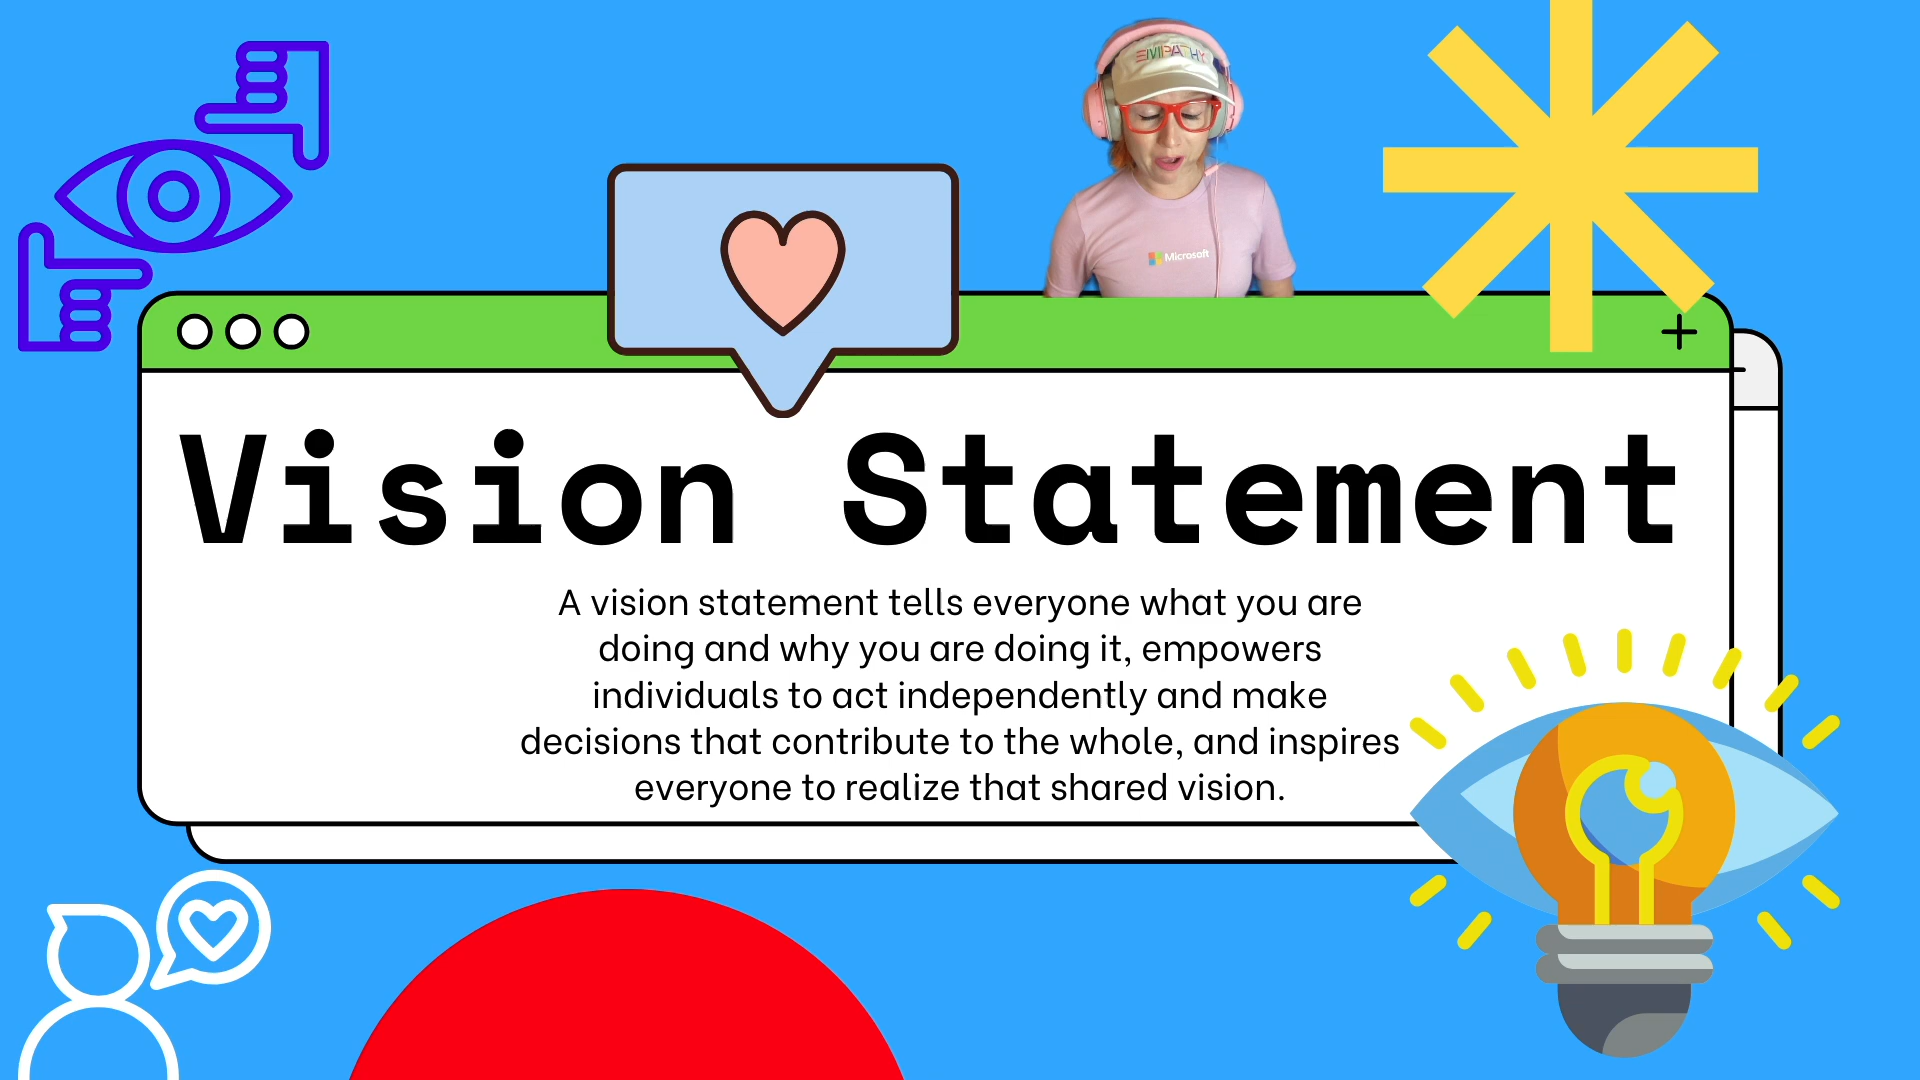 EMPATHY
Microsoft
Vision Statement
A vision statement tells everyone what you are
doing and why you are doing it, empowers
individuals to act independently and make
decisions that contribute to the whole, and inspires
everyone to realize that shared vision.